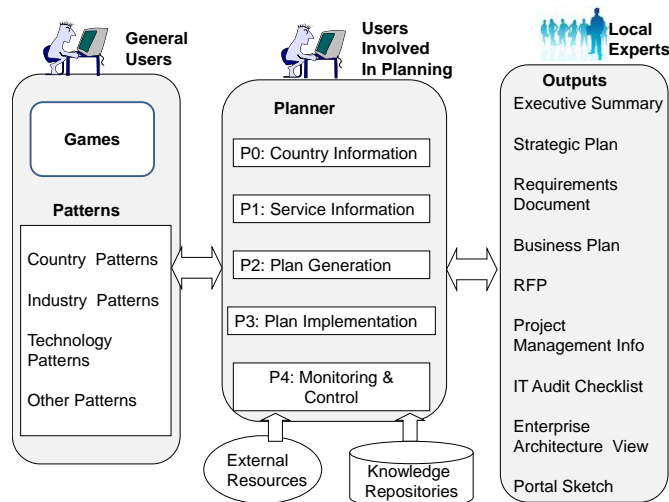 General
Users
Games
Patterns
Country Patterns
Industry Patterns
Technology
Patterns
Other Patterns
Users
Involved
In Planning
Planner
P0: Country Information
P1: Service Information
P2: Plan Generation
P3: Plan Implementation
P4: Monitoring &
Control
External
Resources
Knowledge
Repositories
Local
Experts
Outputs
Executive Summary
Strategic Plan
Requirements
Document
Business Plan
RFP
Project
Management Info
IT Audit Checklist
Enterprise
Architecture View
Portal Sketch